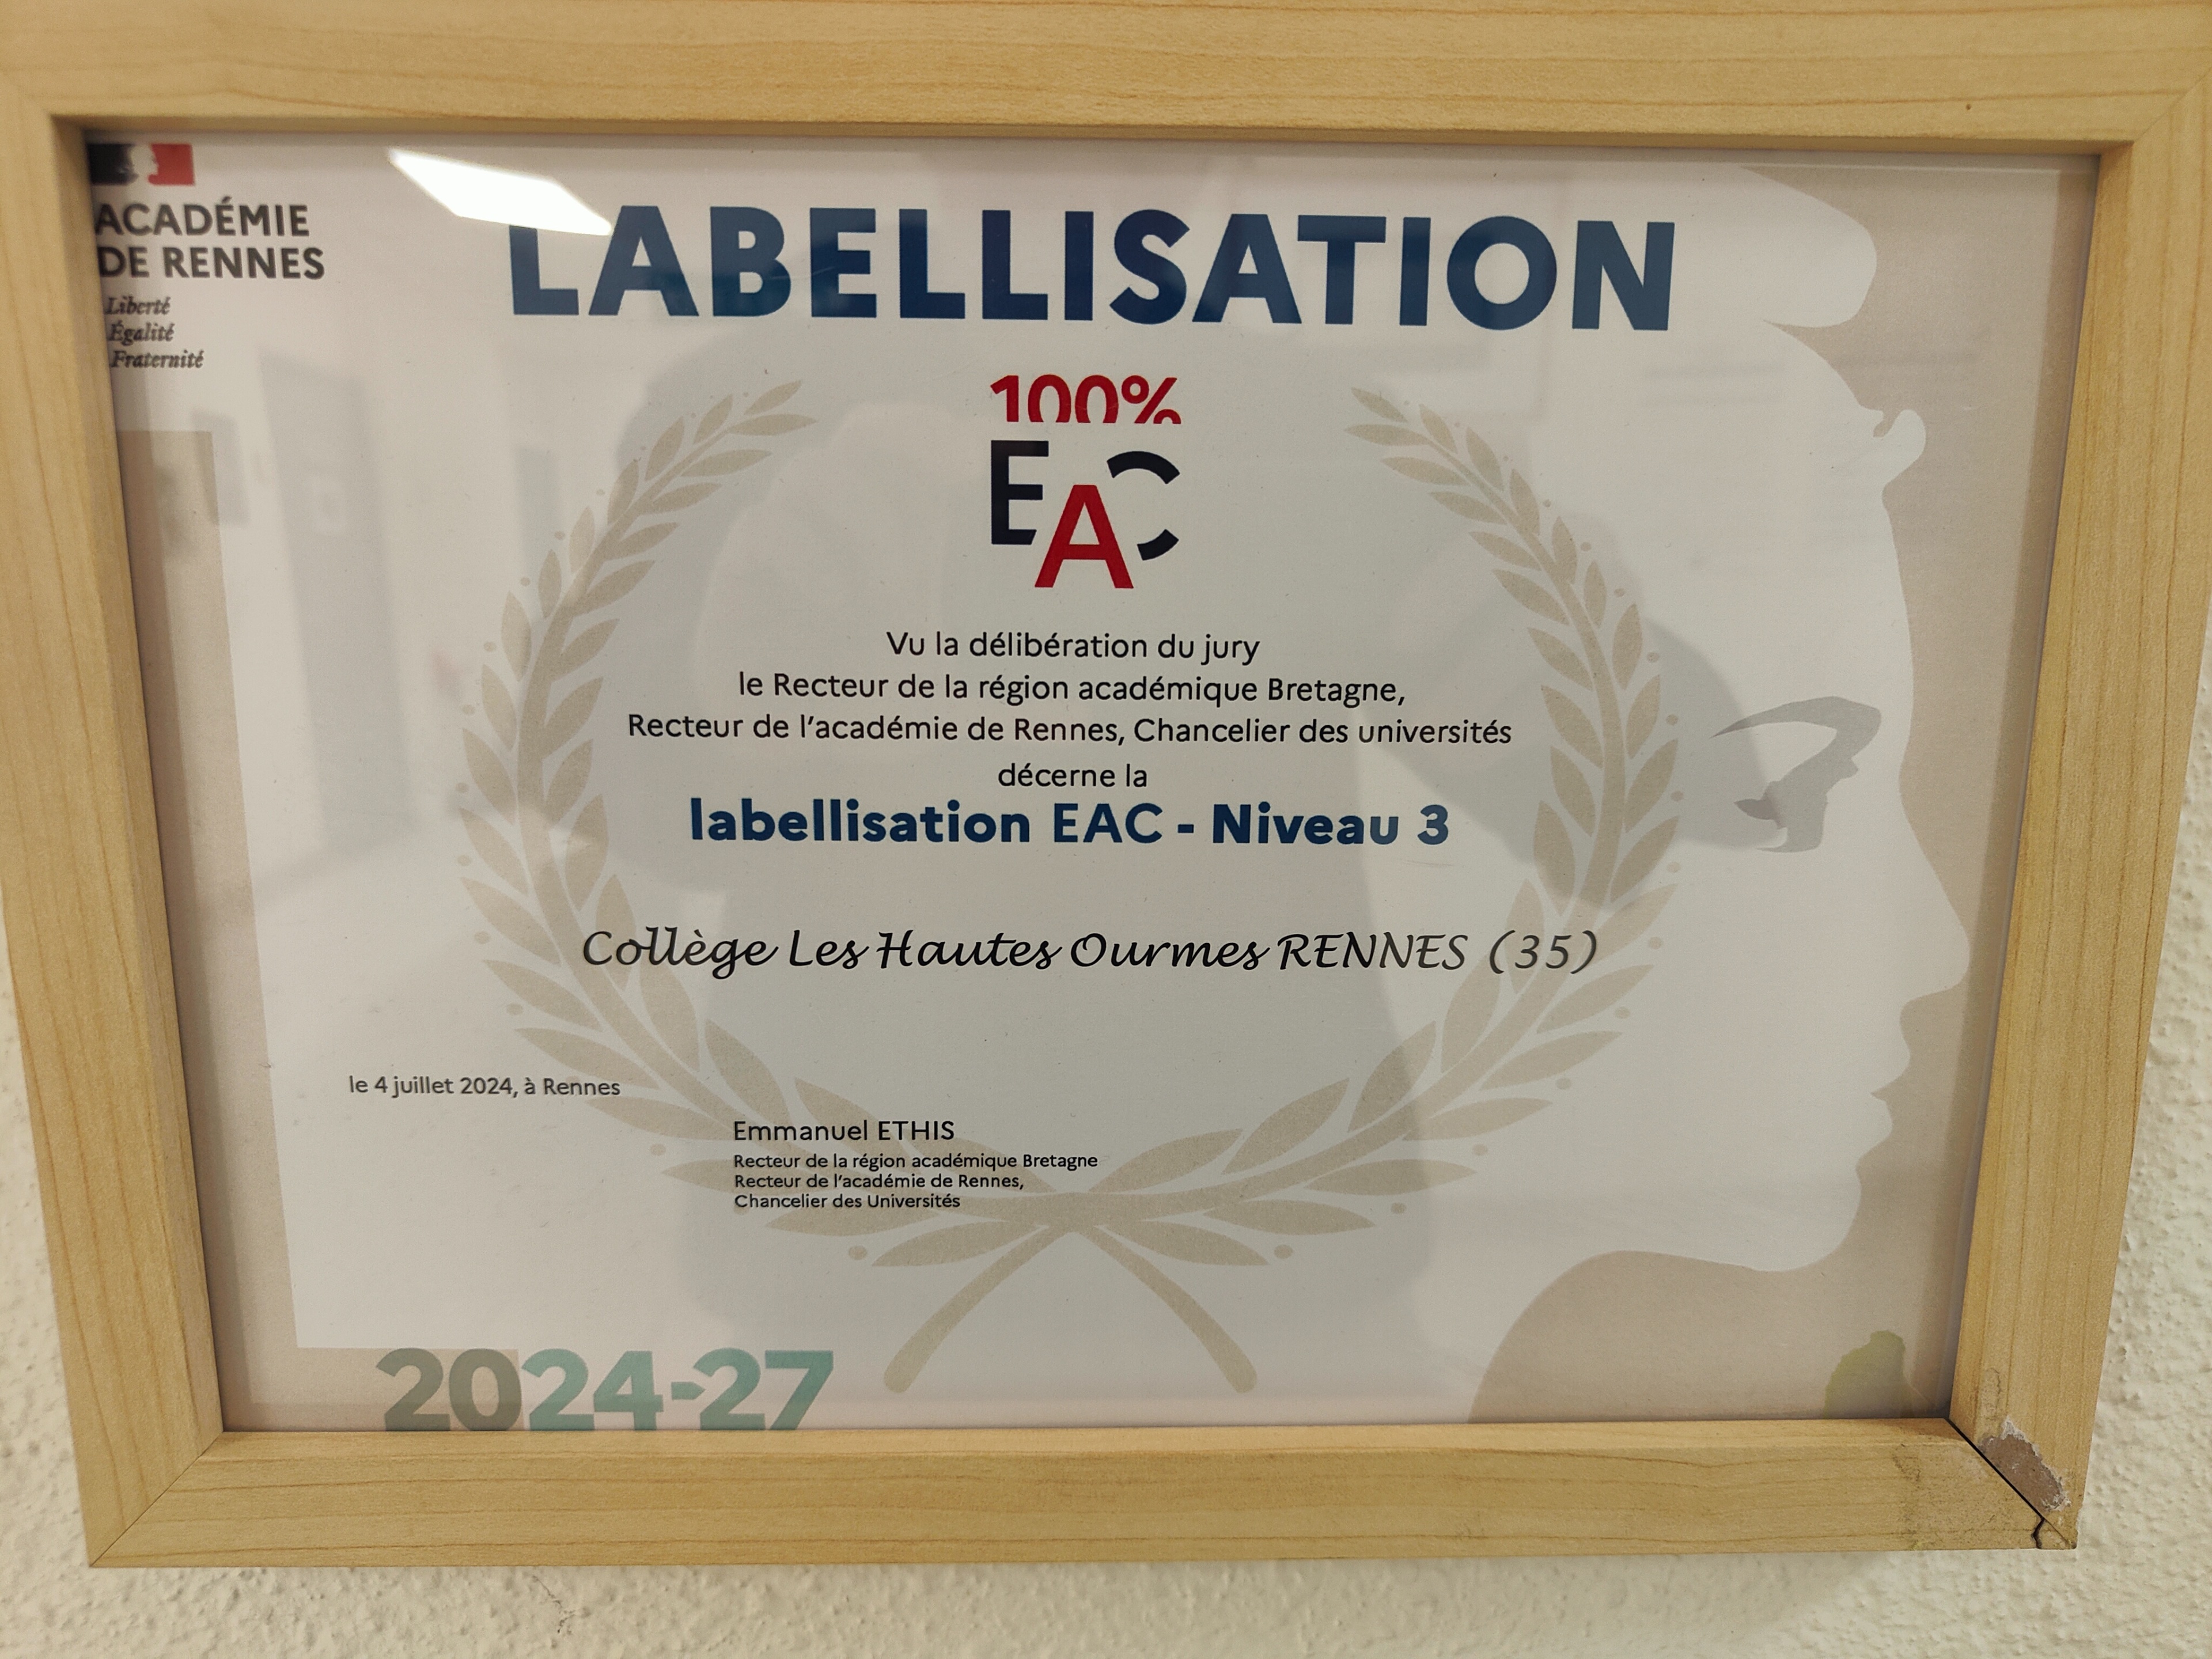 ACADÉMIE
DE RENNES
Liberté
Égalité
Fraternité
LABELLISATION
100%
EAC
Vu la délibération du jury
le Recteur de la région académique Bretagne,
Recteur de l'académie de Rennes, Chancelier des universités
décerne la
labellisation EAC - Niveau 3
Collège Les Hautes Ourmes RENNES (35)
le 4 juillet 2024, à Rennes
Emmanuel ETHIS
Recteur de la région académique Bretagne
Recteur de l'académie de Rennes,
Chancelier des Universités
2024-27